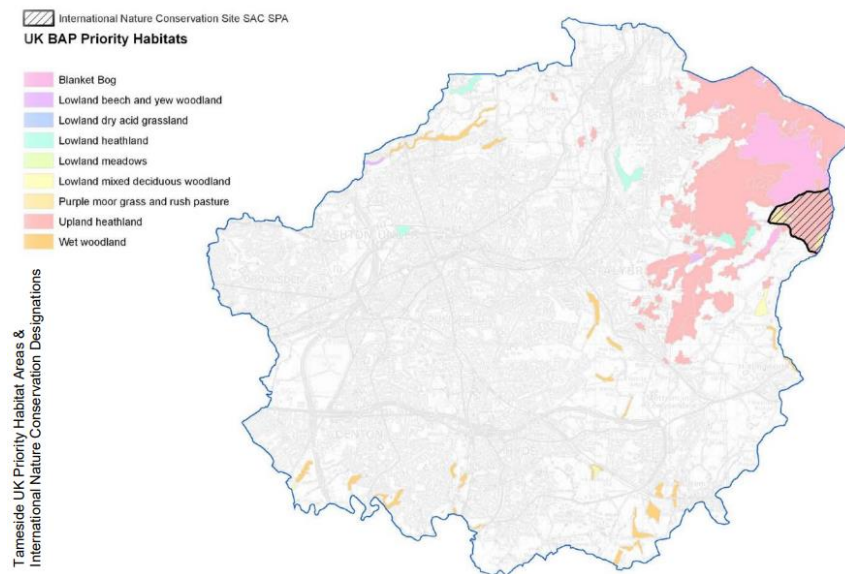 International Nature Conservation Site SAC SPA
UK BAP Priority Habitats
Blanket Bog
Lowland beech and yew woodland
Lowland dry acid grassland
Lowland heathland
Lowland meadows
Lowland mixed deciduous woodland
Purple moor grass and rush pasture
Upland heathland
Wet woodland
Tameside UK Priority Habitat Areas &
International Nature Conservation Designations